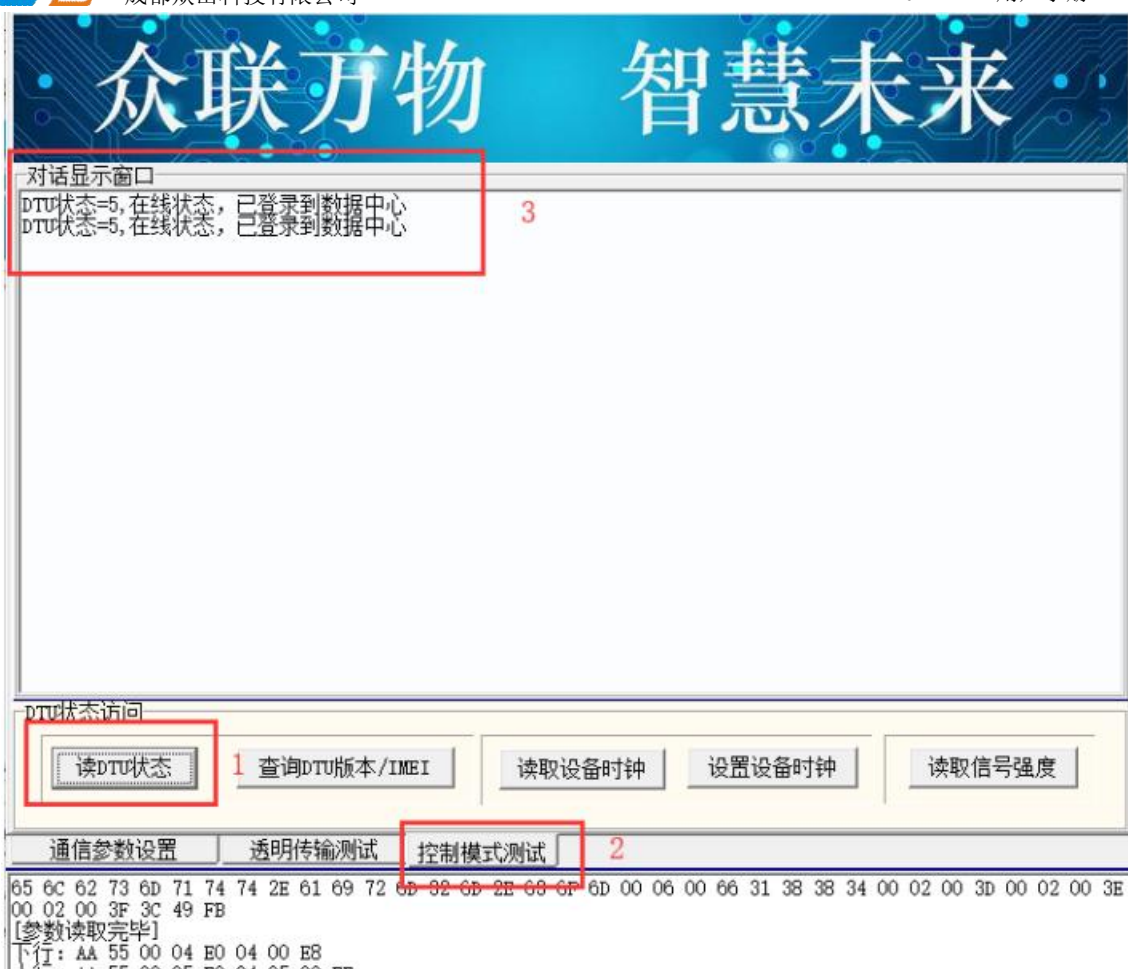 众联万物 智慧未来
对话显示窗口
DTU状态=5,在线状态，已登录到数据中心
DTU状态=5,在线状态，已登录到数据中心
3
DTU状态访问
读DTU状态
1
查询DTU版本/IMEI
读取设备时钟
设置设备时钟
读取信号强度
通信参数设置
透明传输测试
控制模式测试
2
65 6C 62 73 6D 71 74 74 2E 61 69 72 6D 32 6D 2E 63 6F 6D 00 06 00 66 31 38 38 34 00 02 00 3D 00 02 00 3E
00 02 00 3F 3C 49 FB
[参数读取完毕]
下行: AA 55 00 04 E0 04 00 E8